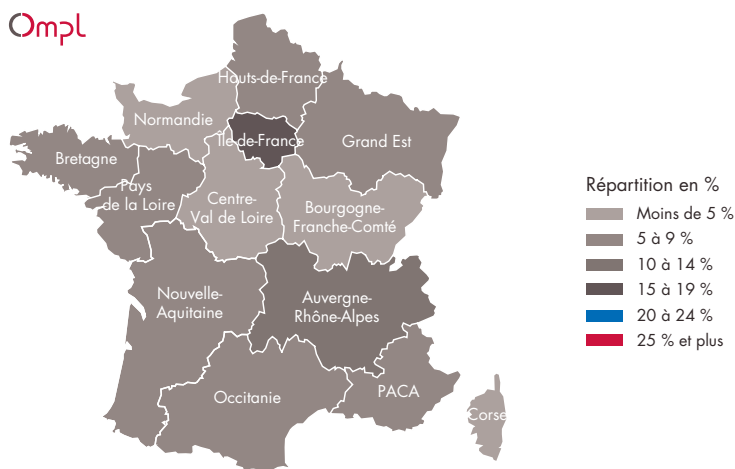 Ompl
Hauts-de-France
Normandie
Île-de-France
Grand Est
Bretagne
Pays
de la Loire
Centre-
Val de Loire
Bourgogne-
Franche-Comté
Nouvelle-
Aquitaine
Auvergne-
Rhône-Alpes
Occitanie
PACA
Corse
Répartition en %
Moins de 5 %
5 à 9 %
10 à 14 %
15 à 19 %
20 à 24 %
25 % et plus